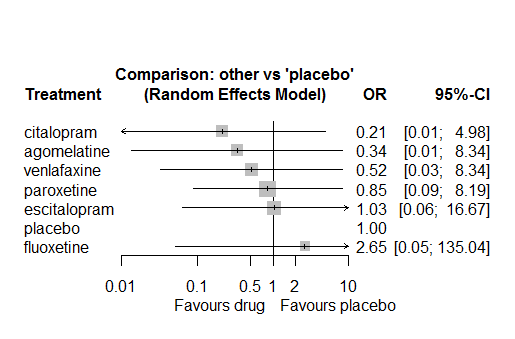 Comparison: other vs 'placebo'
Treatment (Random Effects Model) OR 95%-CI
citalopram 0.21 [0.01; 4.98]
agomelatine 0.34 [0.01; 8.34]
venlafaxine 0.52 [0.03; 8.34]
paroxetine 0.85 [0.09; 8.19]
escitalopram 1.03 [0.06; 16.67]
placebo 1.00
fluoxetine 2.65 [0.05; 135.04]
0.01 0.1 0.5 1 2 10
Favours drug Favours placebo